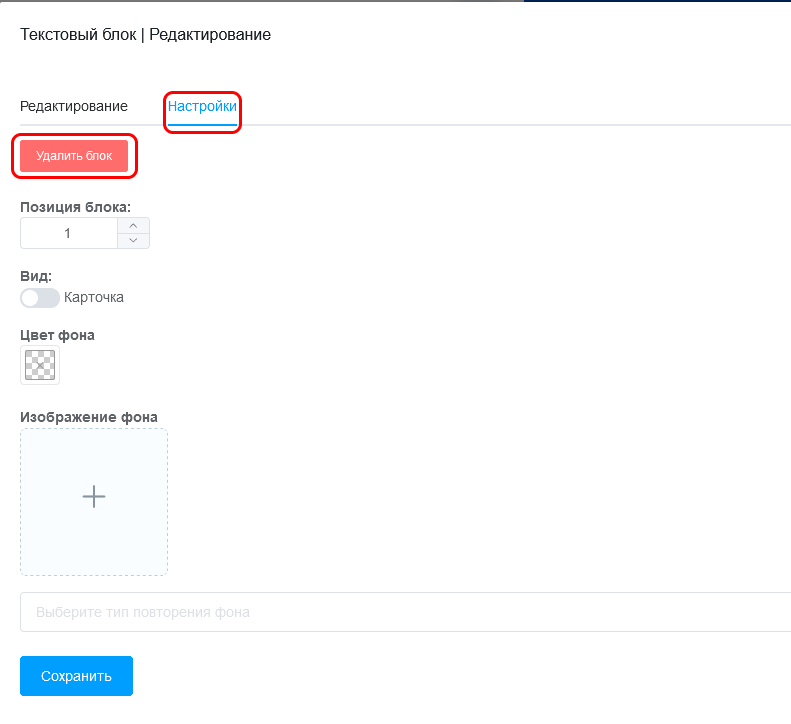 Текстовый блок | Редактирование
Редактирование Настройки
Удалить блок
Позиция блока:
1
Вид:
Карточка
Цвет фона
Изображение фона
Выберите тип повторения фона
Сохранить